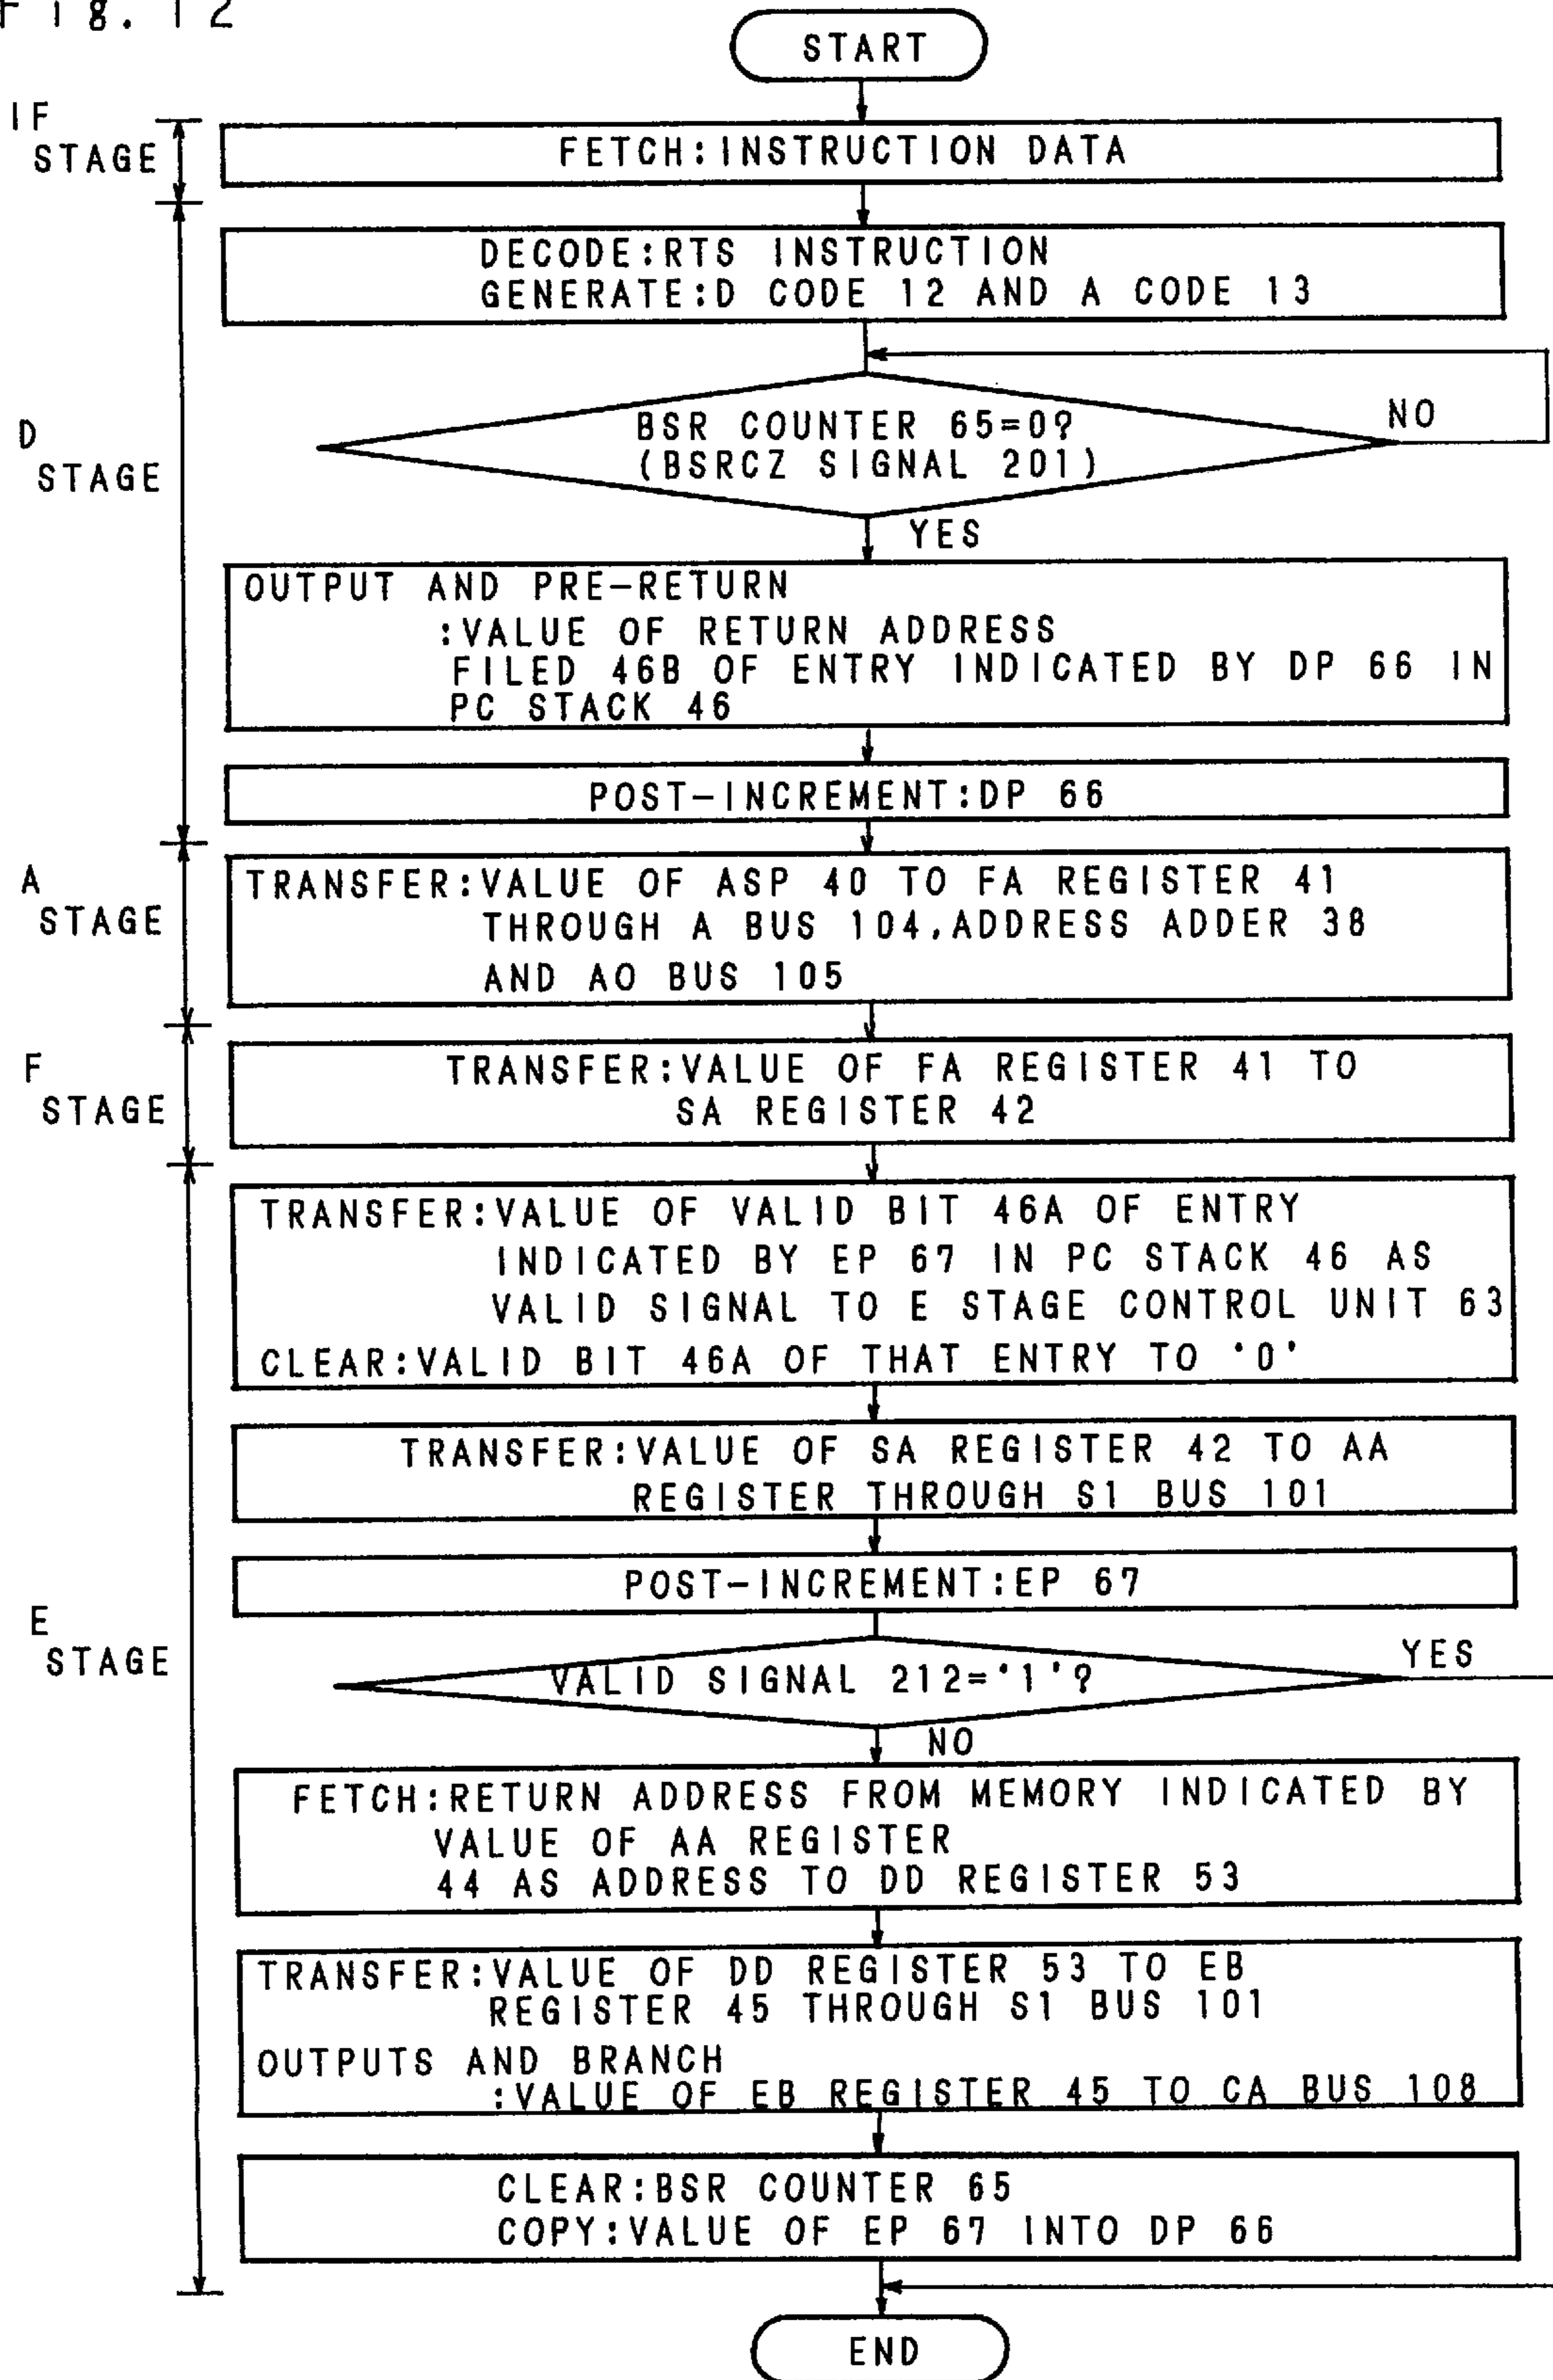 Fig. 12
START
IF
STAGE
FETCH:INSTRUCTION DATA
DECODE:RTS INSTRUCTION
GENERATE:D CODE 12 AND A CODE 13
D
STAGE
BSR COUNTER 65=0?
(BSRCZ SIGNAL 201)
NO
YES
OUTPUT AND PRE-RETURN
:VALUE OF RETURN ADDRESS
FILED 46B OF ENTRY INDICATED BY DP 66 IN
PC STACK 46
POST-INCREMENT:DP 66
A
STAGE
TRANSFER:VALUE OF ASP 40 TO FA REGISTER 41
THROUGH A BUS 104,ADDRESS ADDER 38
AND AO BUS 105
F
STAGE
TRANSFER:VALUE OF FA REGISTER 41 TO
SA REGISTER 42
E
STAGE
TRANSFER:VALUE OF VALID BIT 46A OF ENTRY
INDICATED BY EP 67 IN PC STACK 46 AS
VALID SIGNAL TO E STAGE CONTROL UNIT 63
CLEAR:VALID BIT 46A OF THAT ENTRY TO '0'
TRANSFER:VALUE OF SA REGISTER 42 TO AA
REGISTER THROUGH S1 BUS 101
POST-INCREMENT:EP 67
VALID SIGNAL 212='1'?
YES
NO
FETCH:RETURN ADDRESS FROM MEMORY INDICATED BY
VALUE OF AA REGISTER
44 AS ADDRESS TO DD REGISTER 53
TRANSFER:VALUE OF DD REGISTER 53 TO EB
REGISTER 45 THROUGH S1 BUS 101
OUTPUTS AND BRANCH
:VALUE OF EB REGISTER 45 TO CA BUS 108
CLEAR:BSR COUNTER 65
COPY:VALUE OF EP 67 INTO DP 66
END